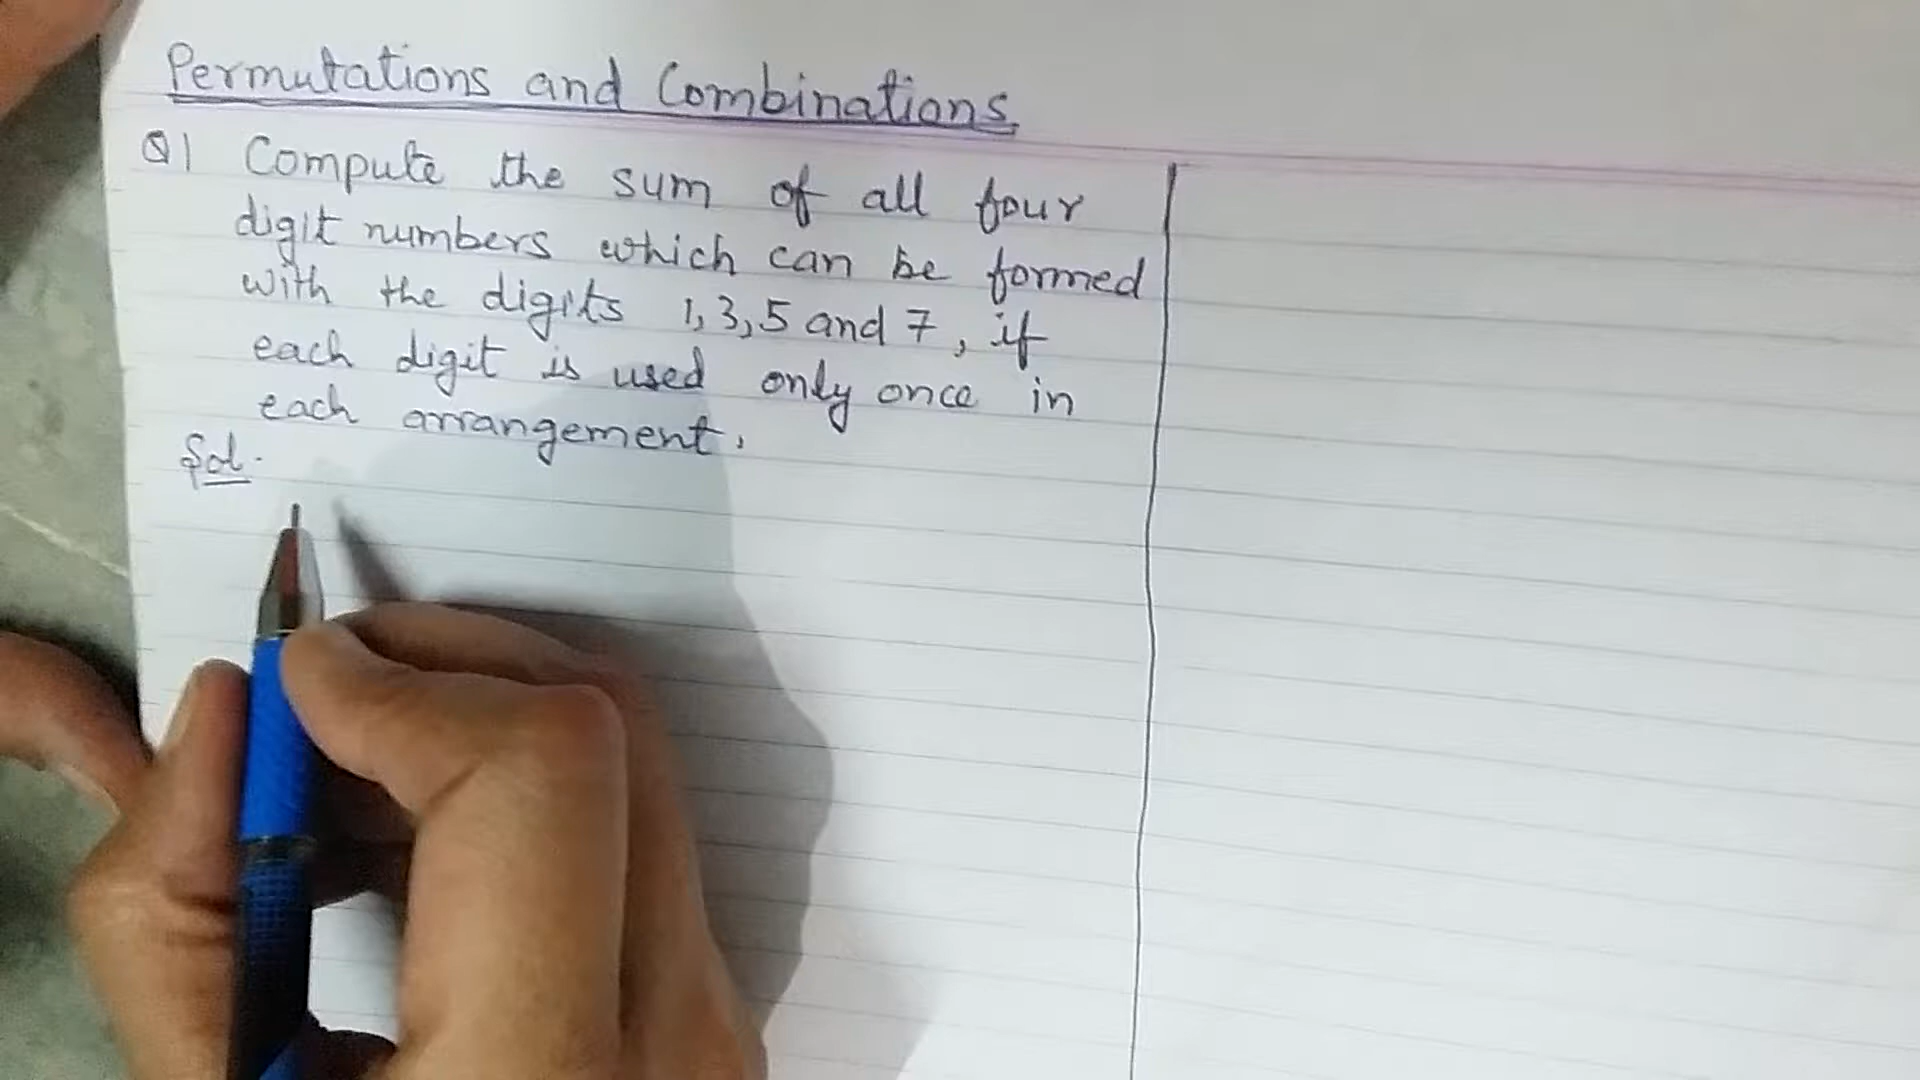 Permutations and Combinations
Q1 Compute the sum of all four
digit numbers which can be formed
with the digits 1, 3, 5 and 7, if
each digit is used only once in
each arrangement.
Sol.